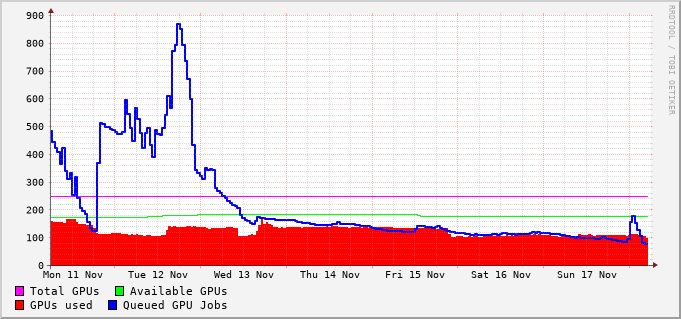 RRDTOOL / TOBI OETIKER
900
800
700
600
500
400
300
200
100
0
Mon 11 Nov Tue 12 Nov Wed 13 Nov Thu 14 Nov Fri 15 Nov Sat 16 Nov Sun 17 Nov
Total GPUs Available GPUs
GPUs used Queued GPU Jobs